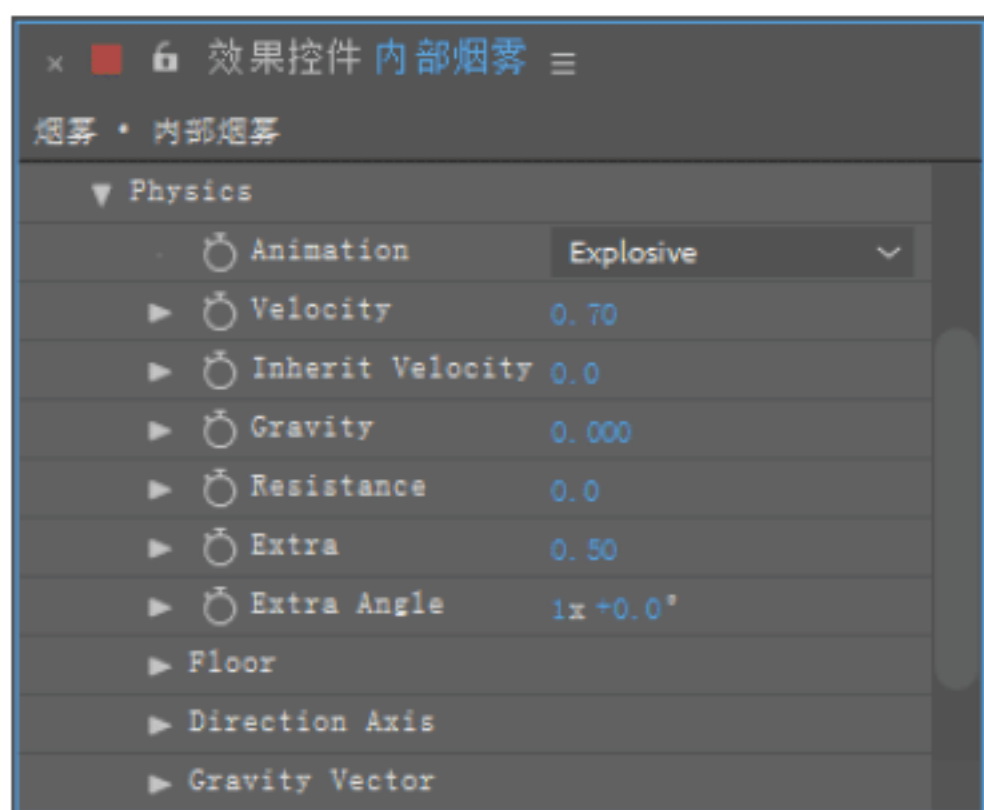 × 效果控件 内部烟雾 ≡
烟雾 • 内部烟雾
Physics
Animation Explosive
Velocity 0.70
Inherit Velocity 0.0
Gravity 0.000
Resistance 0.0
Extra 0.50
Extra Angle 1x+0.0°
Floor
Direction Axis
Gravity Vector